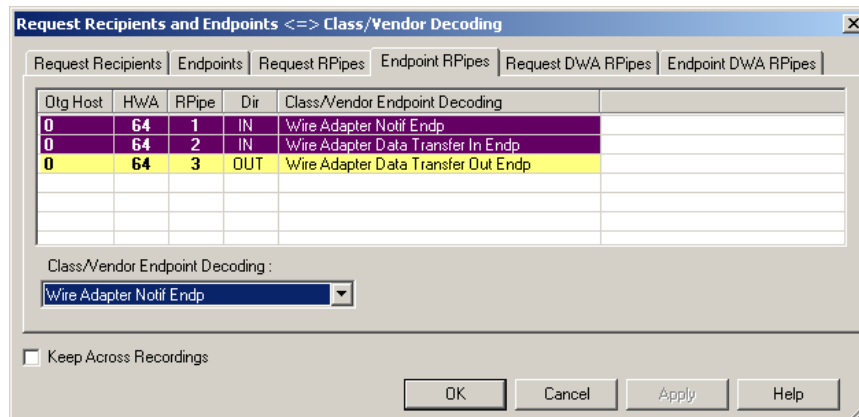 Request Recipients and Endpoints <=> Class/Vendor Decoding
Request Recipients Endpoints Request RPipes Endpoint RPipes Request DWA RPipes Endpoint DWA RPipes
Otg Host HWA RPipe Dir Class/Vendor Endpoint Decoding
0 64 1 IN Wire Adapter Notif Endp
0 64 2 IN Wire Adapter Data Transfer In Endp
0 64 3 OUT Wire Adapter Data Transfer Out Endp
Class/Vendor Endpoint Decoding :
Wire Adapter Notif Endp
Keep Across Recordings
OK Cancel Apply Help